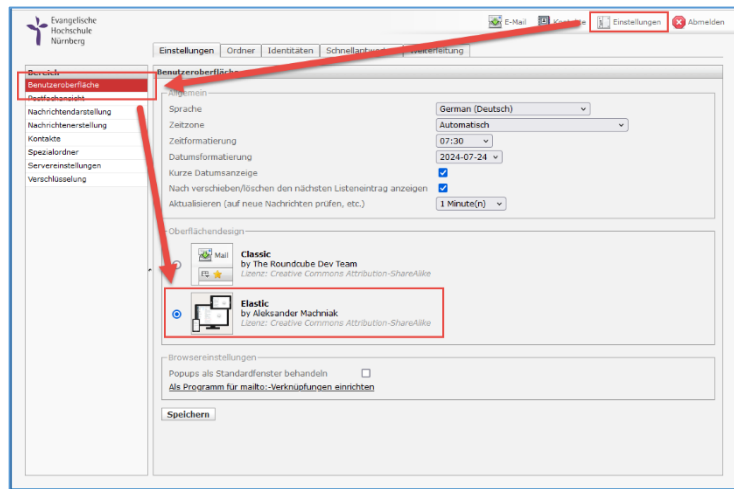 Evangelische
Hochschule
Nürnberg
E-Mail Kontakte Einstellungen Abmelden
Einstellungen Ordner Identitäten Schnellantworten Weiterleitung
Bereich
Benutzeroberfläche
Postfachansicht
Nachrichtendarstellung
Nachrichtenerstellung
Kontakte
Spezialordner
Servereinstellungen
Verschlüsselung
Benutzeroberfläche
Allgemein
Sprache German (Deutsch)
Zeitzone Automatisch
Zeitformatierung 07:30
Datumsformatierung 2024-07-24
Kurze Datumsanzeige
Nach verschieben/löschen den nächsten Listeneintrag anzeigen
Aktualisieren (auf neue Nachrichten prüfen, etc.) 1 Minute(n)
Oberflächendesign
Mail
Classic
by The Roundcube Dev Team
Lizenz: Creative Commons Attribution-ShareAlike
Elastic
by Aleksander Machniak
Lizenz: Creative Commons Attribution-ShareAlike
Browsereinstellungen
Popups als Standardfenster behandeln
Als Programm für mailto:-Verknüpfungen einrichten
Speichern